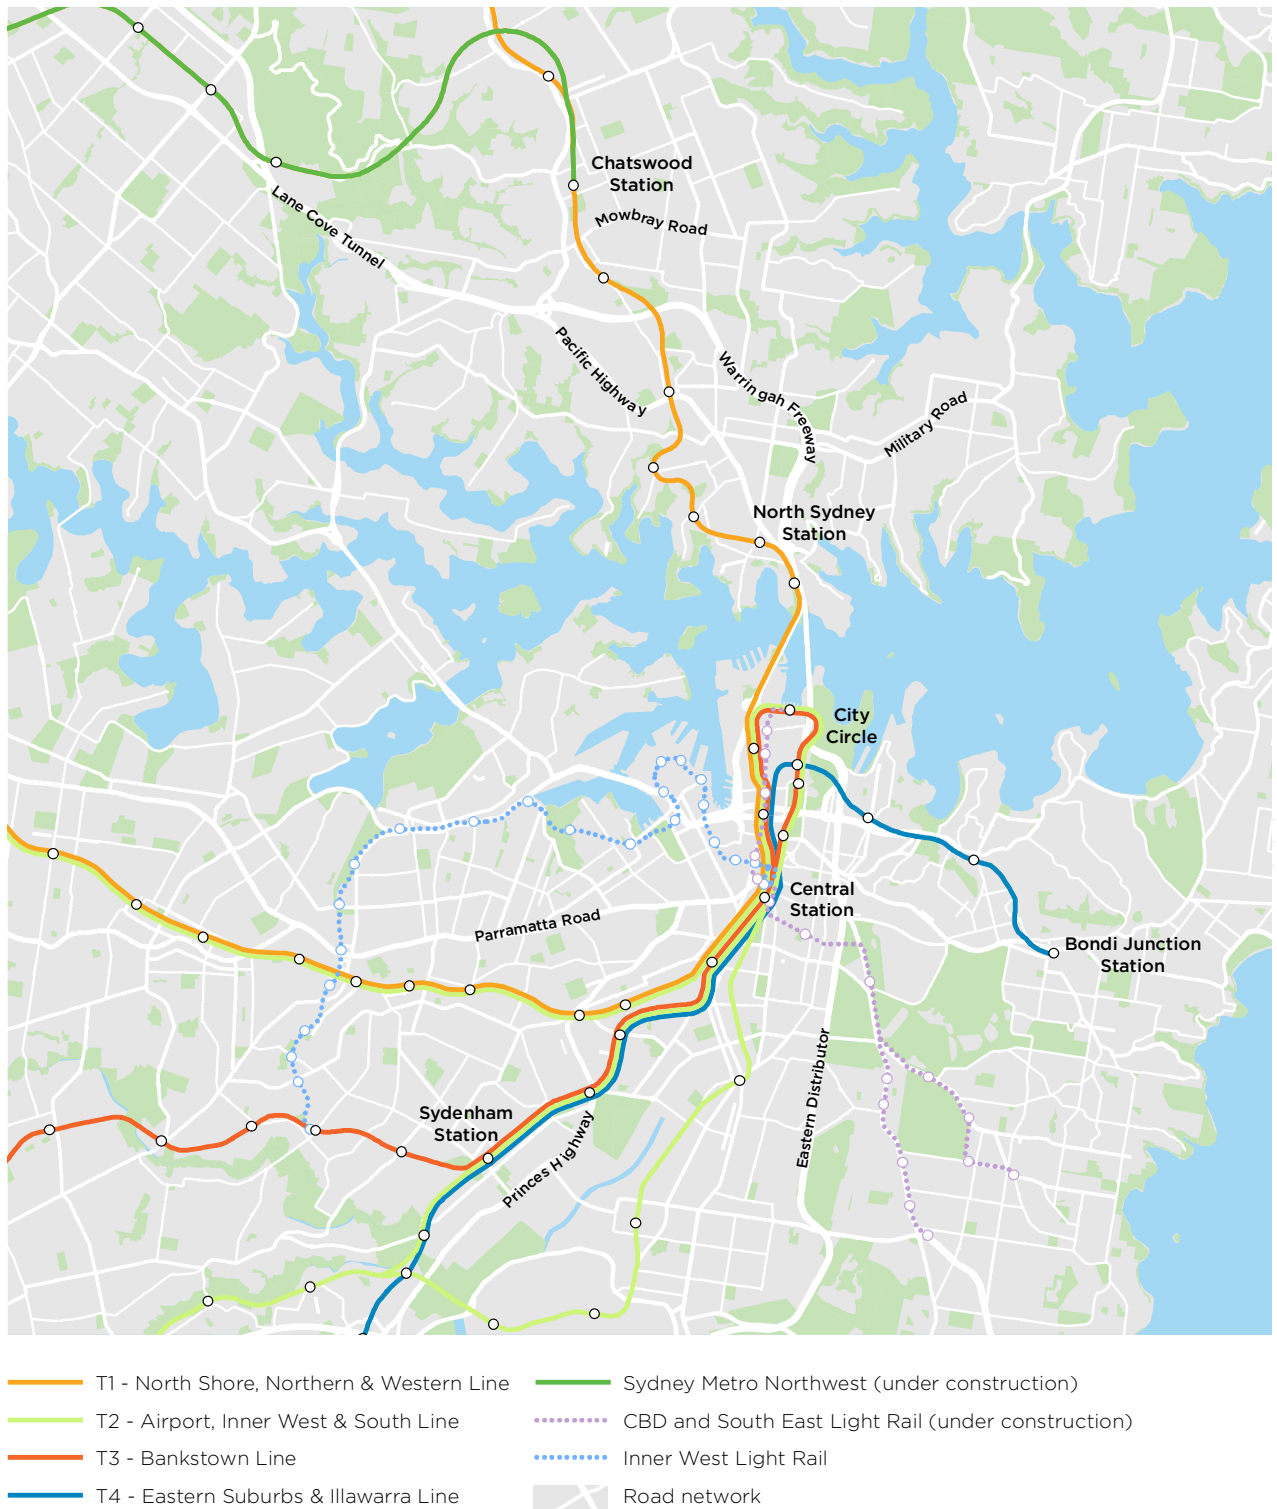 Chatswood
Station
Mowbray Road
Lane Cove Tunnel
Pacific Highway
Warringah Freeway
Military Road
North Sydney
Station
City
Circle
Central
Station
Parramatta Road
Bondi Junction
Station
Eastern Distributor
Sydenham
Station
Princes Highway
T1 - North Shore, Northern & Western Line
T2 - Airport, Inner West & South Line
T3 - Bankstown Line
T4 - Eastern Suburbs & Illawarra Line
Sydney Metro Northwest (under construction)
CBD and South East Light Rail (under construction)
Inner West Light Rail
Road network